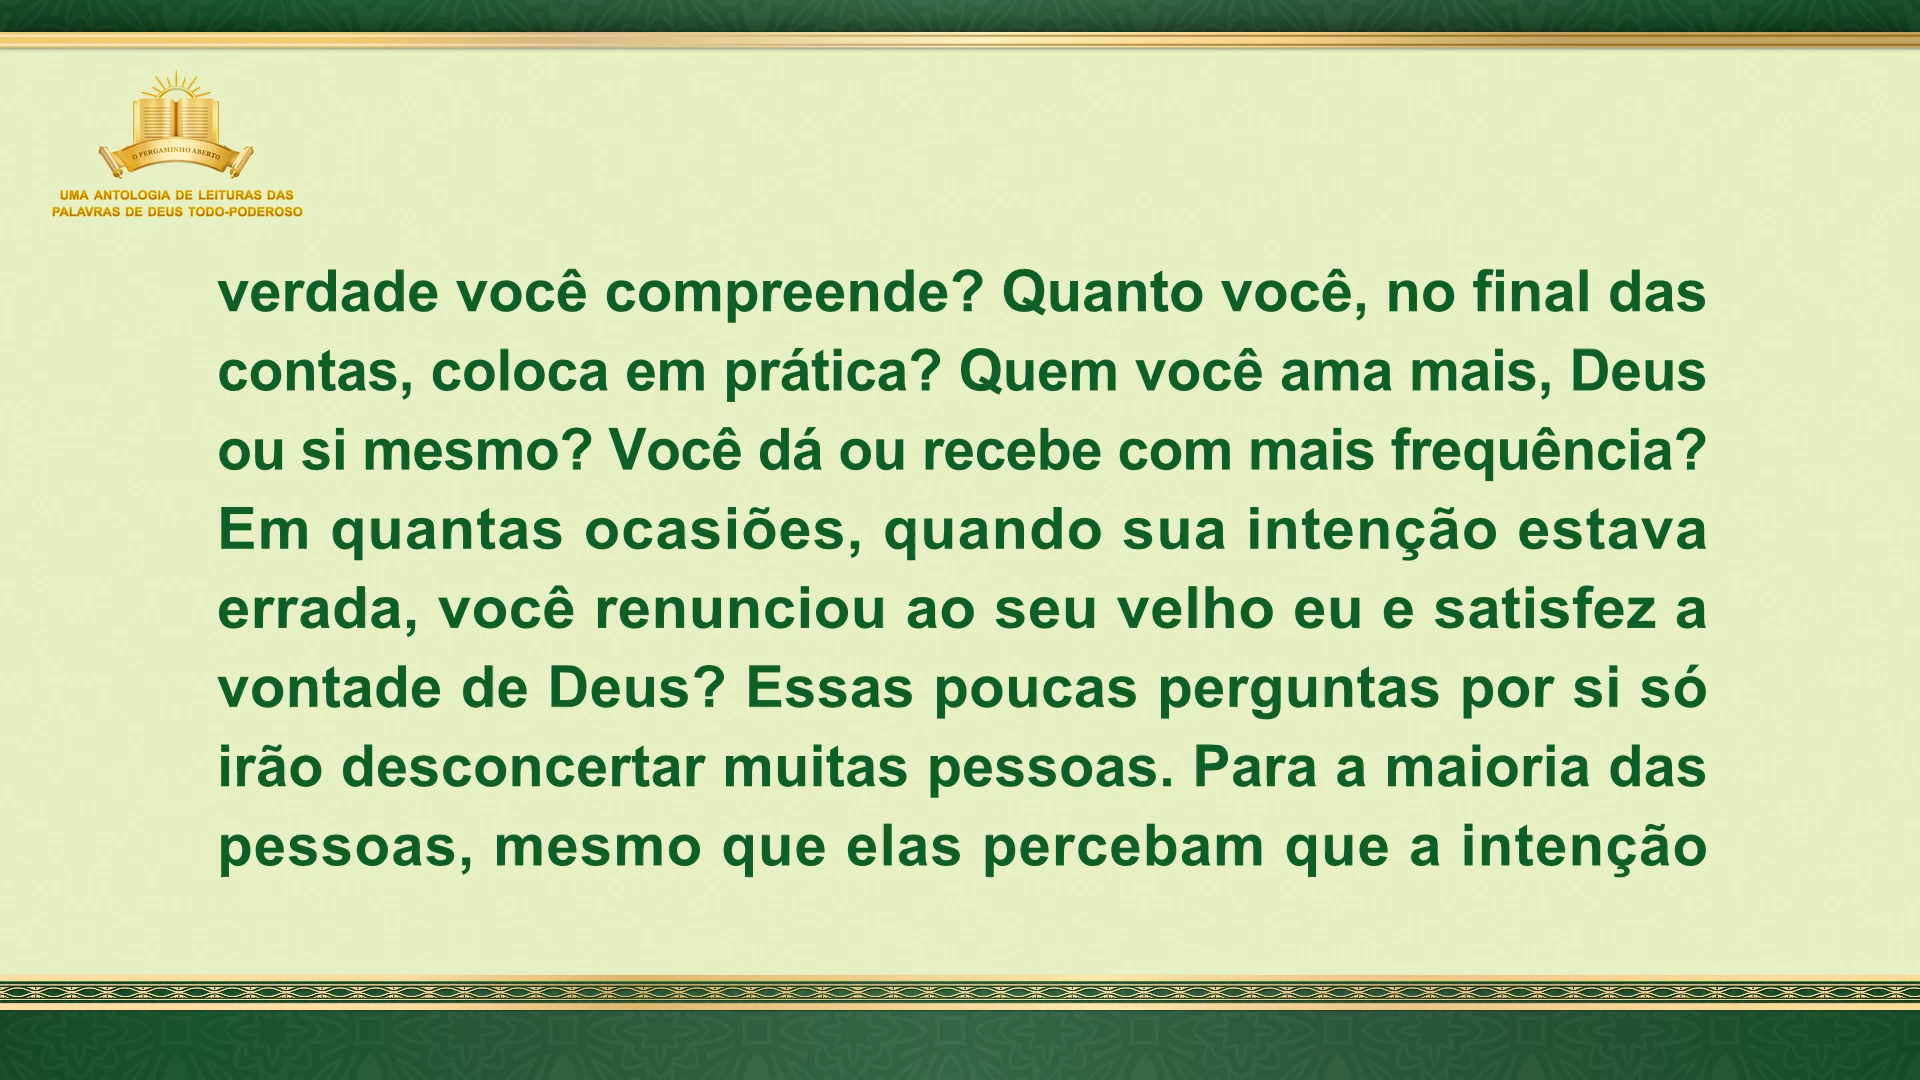 O PERGAMINHO ABERTO
UMA ANTOLOGIA DE LEITURAS DAS
PALAVRAS DE DEUS TODO-PODEROSO
verdade você compreende? Quanto você, no final das
contas, coloca em prática? Quem você ama mais, Deus
ou si mesmo? Você dá ou recebe com mais frequência?
Em quantas ocasiões, quando sua intenção estava
errada, você renunciou ao seu velho eu e satisfez a
vontade de Deus? Essas poucas perguntas por si só
irão desconcertar muitas pessoas. Para a maioria das
pessoas, mesmo que elas percebam que a intenção